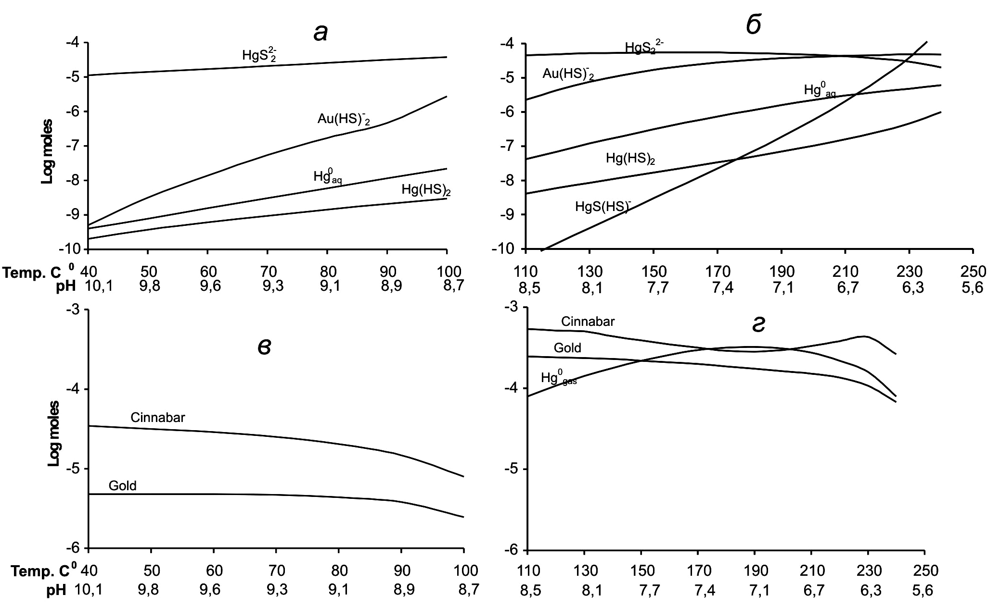 а
-4
-5
-6
-7
-8
-9
-10
Log moles
HgS₂²⁻
Au(HS)⁻₂
Hg⁰aq
Hg(HS)₂
Temp. C⁰ 40 50 60 70 80 90 100
pH 10,1 9,8 9,6 9,3 9,1 8,9 8,7
б
-4
-5
-6
-7
-8
-9
-10
HgS₂²⁻
Au(HS)⁻₂
Hg⁰aq
Hg(HS)₂
HgS(HS)⁻
110 130 150 170 190 210 230 250
8,5 8,1 7,7 7,4 7,1 6,7 6,3 5,6
в
-3
-4
-5
-6
Log moles
Cinnabar
Gold
Temp. C⁰ 40 50 60 70 80 90 100
pH 10,1 9,8 9,6 9,3 9,1 8,9 8,7
г
-3
-4
-5
-6
Cinnabar
Gold
Hg⁰gas
110 130 150 170 190 210 230 250
8,5 8,1 7,7 7,4 7,1 6,7 6,3 5,6